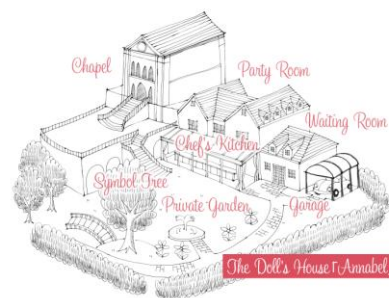 Chapel
Party Room
Waiting Room
Chef's Kitchen
Symbol Tree
Private Garden
Garage
The Doll's House Annabel